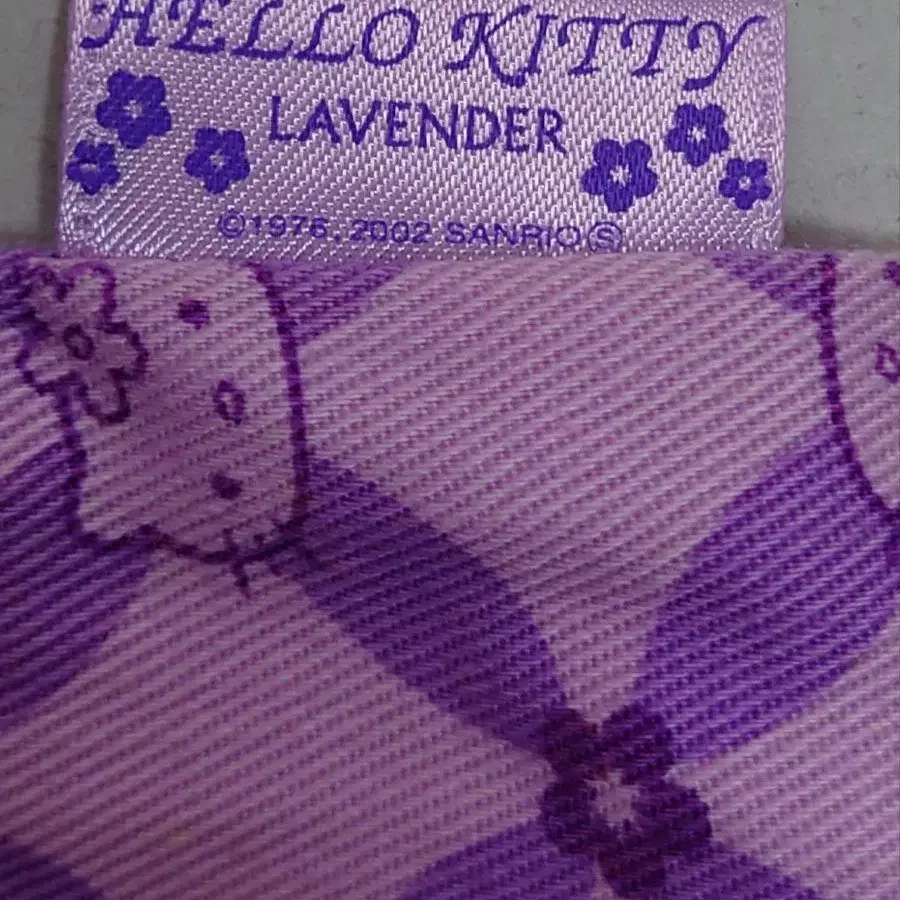 HELLO KITTY
LAVENDER
©1976, 2002 SANRIO Ⓢ